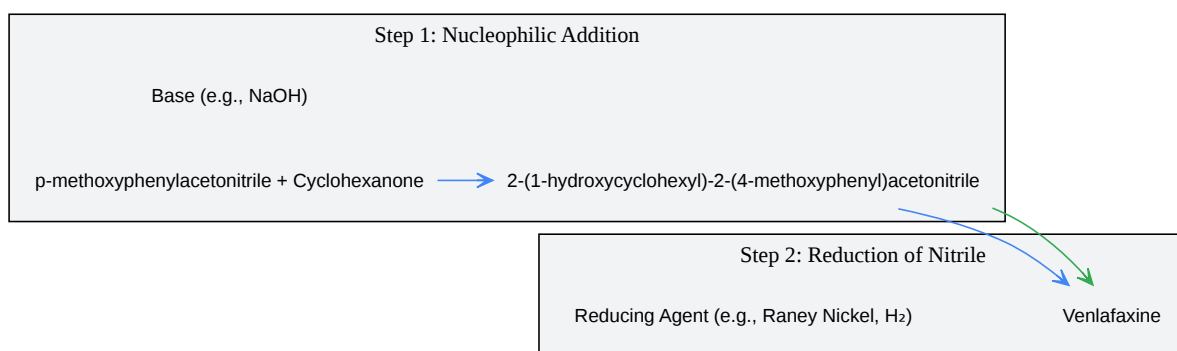 Step 1: Nucleophilic Addition
Base (e.g., NaOH)
p-methoxyphenylacetonitrile + Cyclohexanone
2-(1-hydroxycyclohexyl)-2-(4-methoxyphenyl)acetonitrile
Step 2: Reduction of Nitrile
Reducing Agent (e.g., Raney Nickel, H₂)
Venlafaxine